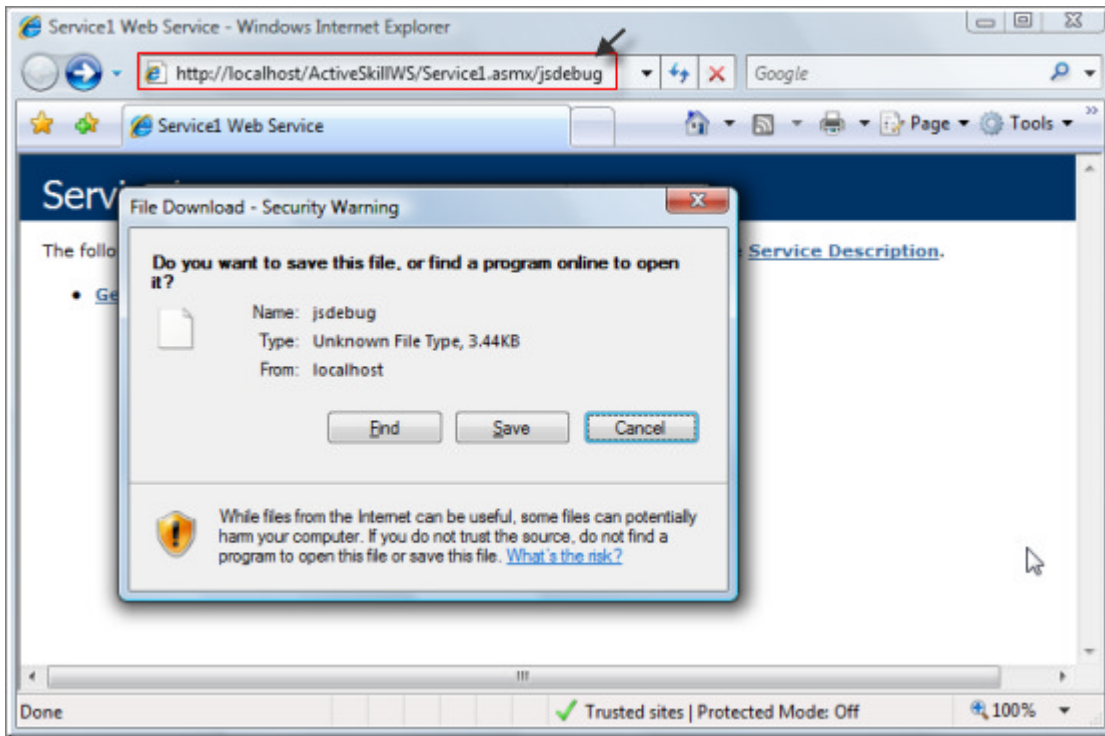 Service1 Web Service - Windows Internet Explorer
http://localhost/ActiveSkillWS/Service1.asmx/jsdebug
Google
Service1 Web Service
Page
Tools
File Download - Security Warning
The follo
Service Description.
Do you want to save this file, or find a program online to open
it?
Ge
Name: jsdebug
Type: Unknown File Type, 3.44KB
From: localhost
Find Save Cancel
While files from the Internet can be useful, some files can potentially
harm your computer. If you do not trust the source, do not find a
program to open this file or save this file. What's the risk?
Done
Trusted sites | Protected Mode: Off
100%